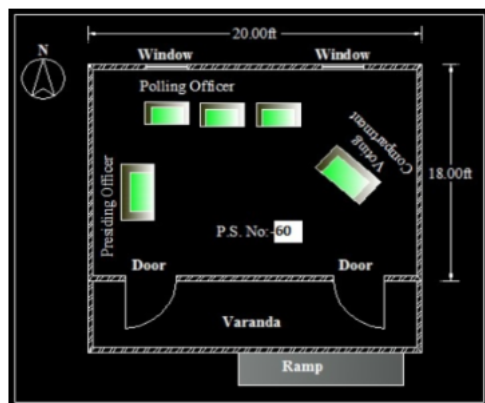 20.00ft
N
Window
Window
Polling Officer
Voting
Compartment
18.00ft
Presiding Officer
P.S. No:-60
Door
Door
Varanda
Ramp